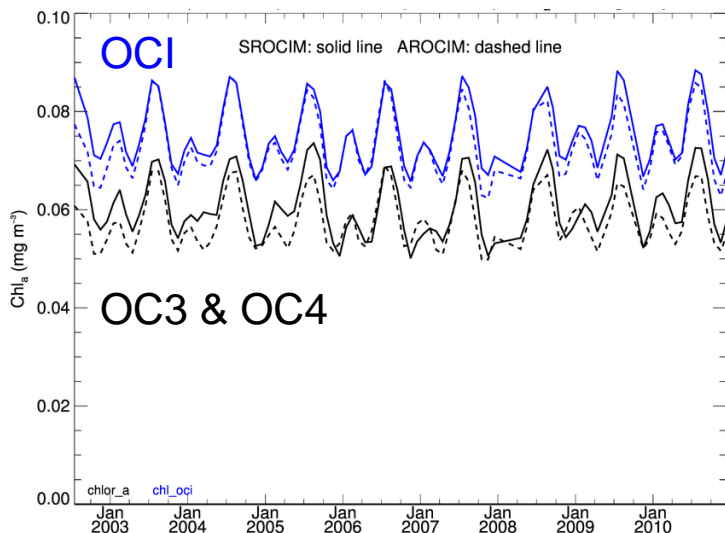 0.10
OCI
SROCIM: solid line AROCIM: dashed line
0.08
0.06
Chla (mg m⁻³)
OC3 & OC4
0.04
0.02
chlor_a chl_oci
0.00
Jan Jan Jan Jan Jan Jan Jan Jan
2003 2004 2005 2006 2007 2008 2009 2010